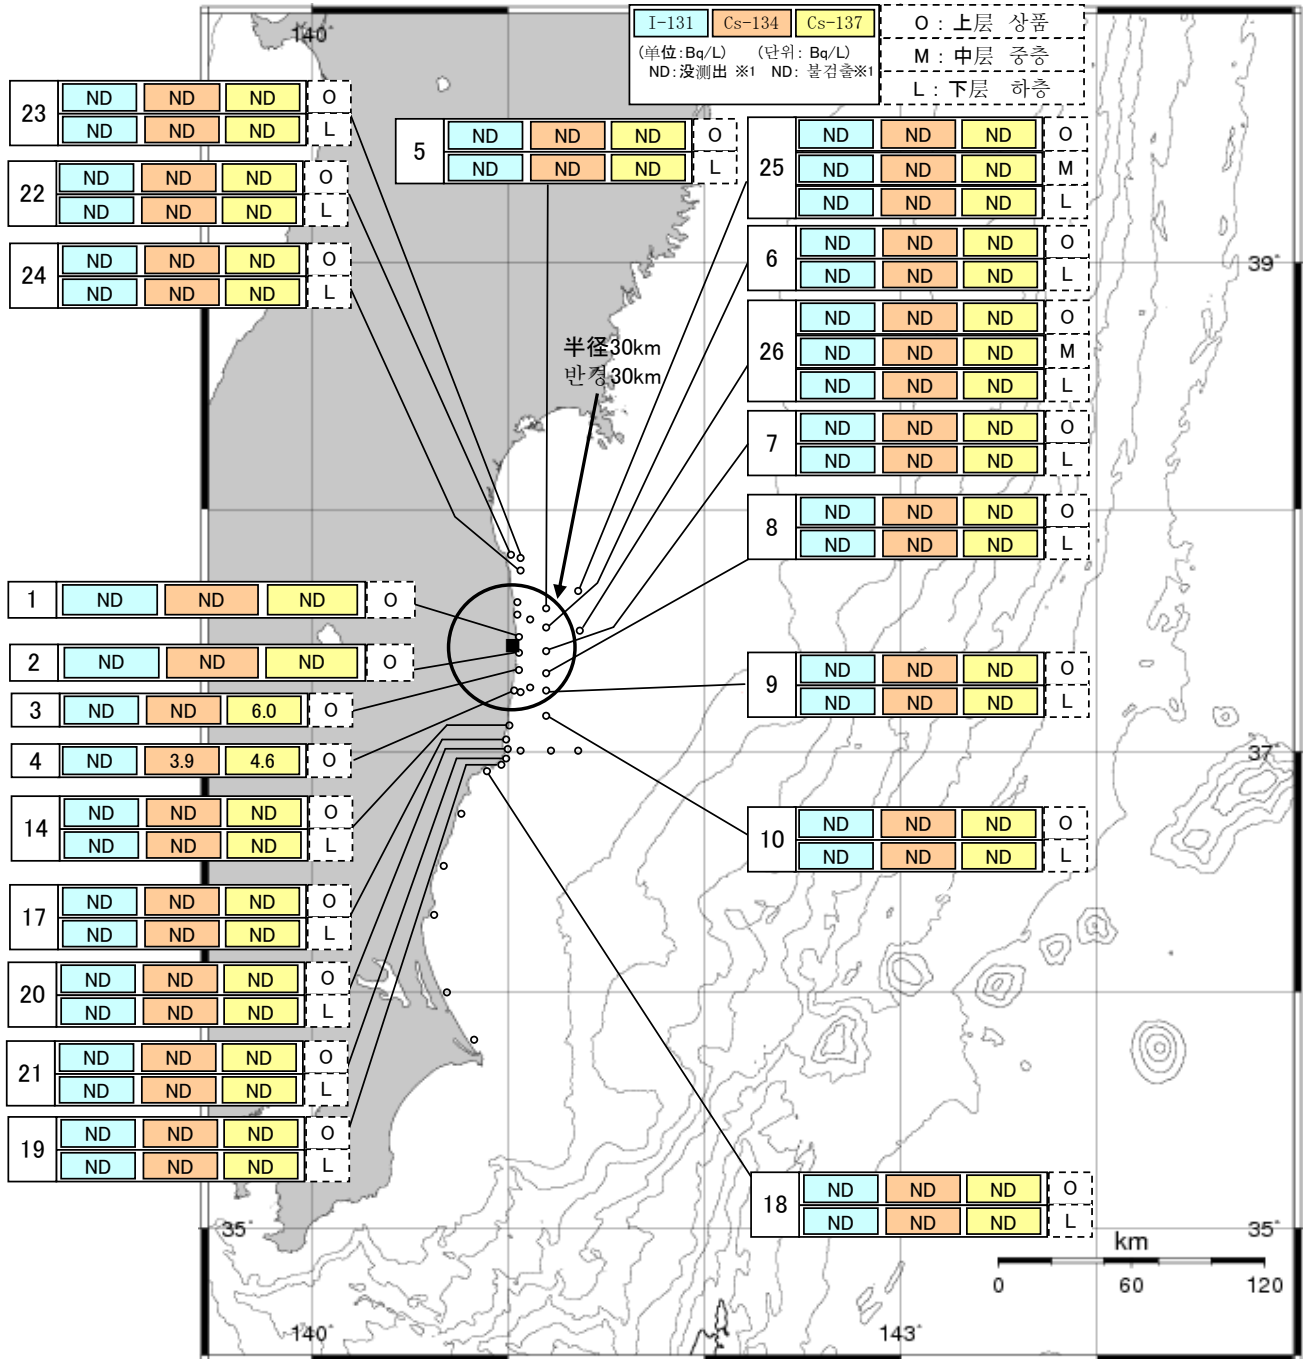 I-131 Cs-134 Cs-137
(单位:Bq/L) (단위: Bq/L)
ND:没测出 ※1 ND: 불검출※1
O : 上层 상품
M : 中层 중층
L : 下层 하층
140°
23 ND ND ND O
ND ND ND L
22 ND ND ND O
ND ND ND L
24 ND ND ND O
ND ND ND L
5 ND ND ND O
ND ND ND L
25 ND ND ND O
ND ND ND M
ND ND ND L
6 ND ND ND O
ND ND ND L
26 ND ND ND O
ND ND ND M
ND ND ND L
7 ND ND ND O
ND ND ND L
8 ND ND ND O
ND ND ND L
39°
半径30km
반경30km
1 ND ND ND O
2 ND ND ND O
3 ND ND 6.0 O
4 ND 3.9 4.6 O
14 ND ND ND O
ND ND ND L
17 ND ND ND O
ND ND ND L
20 ND ND ND O
ND ND ND L
21 ND ND ND O
ND ND ND L
19 ND ND ND O
ND ND ND L
9 ND ND ND O
ND ND ND L
37°
10 ND ND ND O
ND ND ND L
18 ND ND ND O
ND ND ND L
35°
35°
km
0 60 120
140°
143°